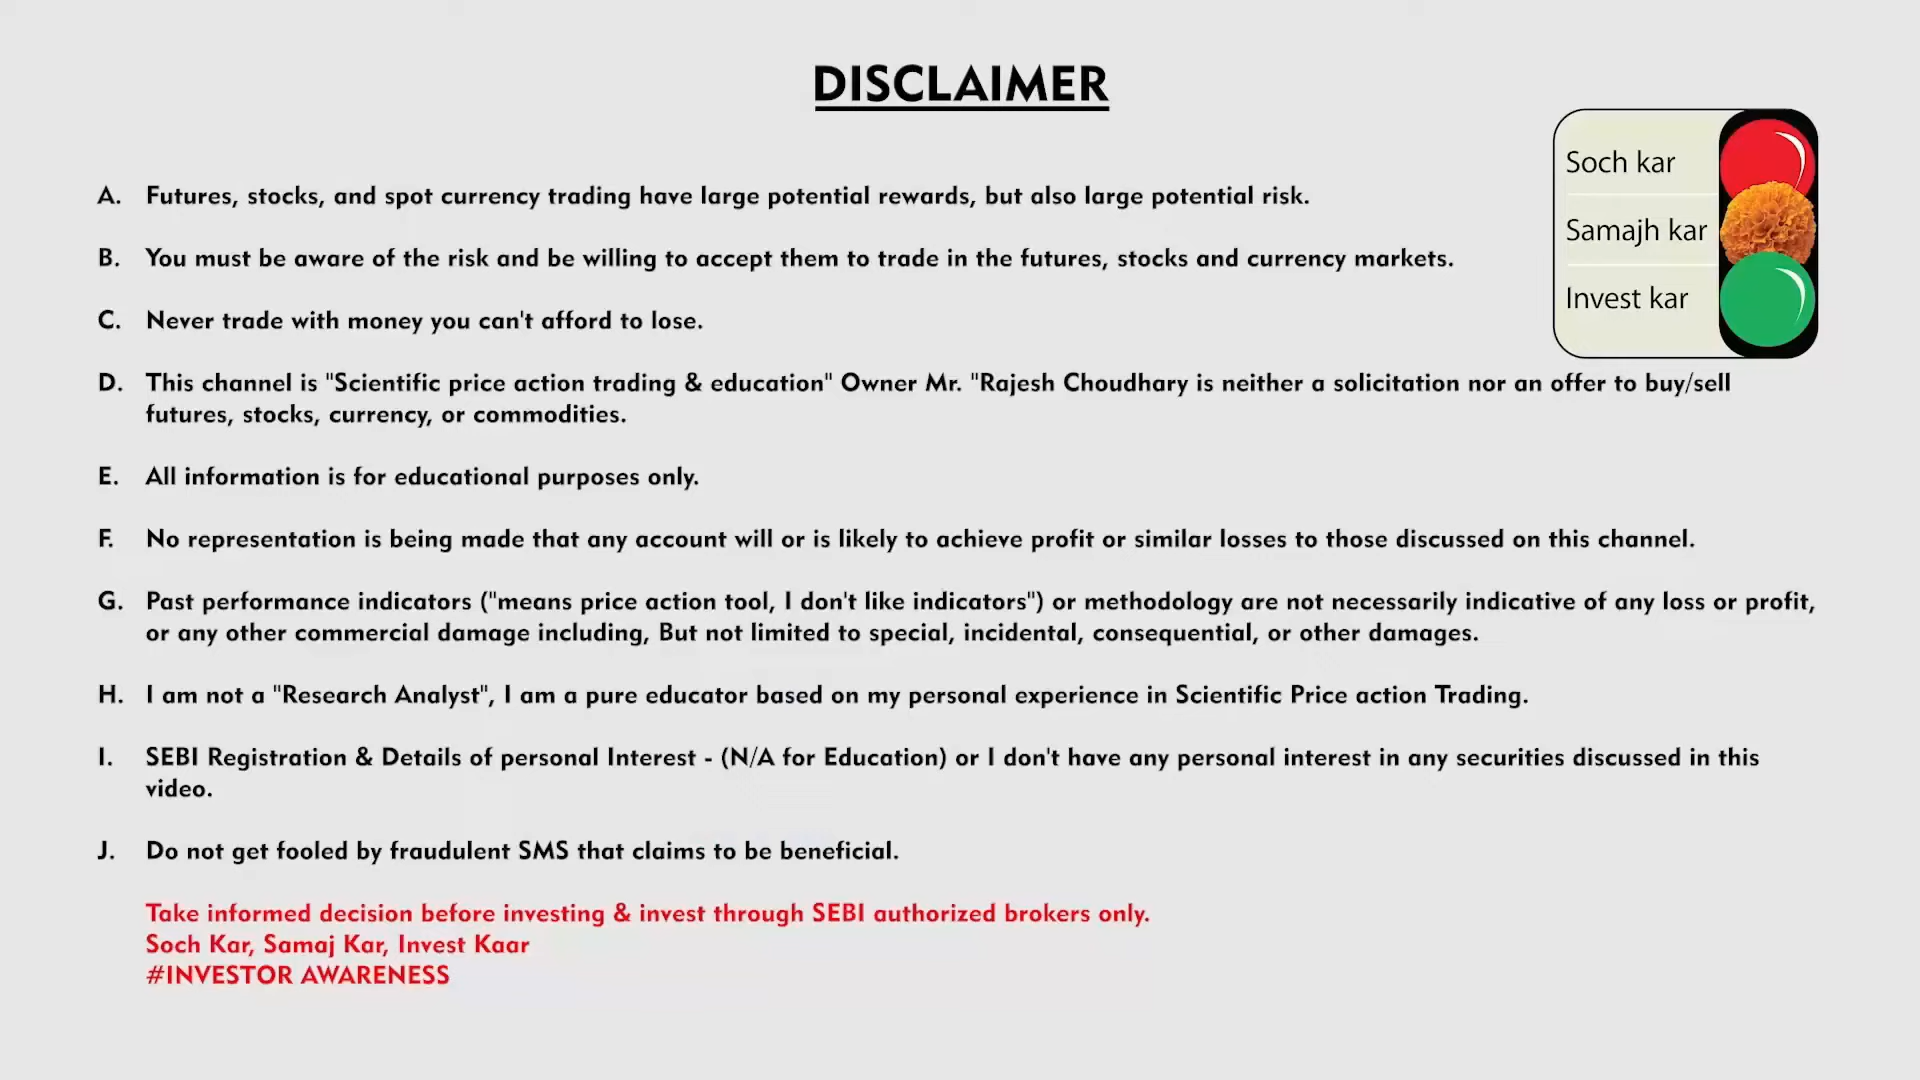 DISCLAIMER
Soch kar
Samajh kar
Invest kar
A. Futures, stocks, and spot currency trading have large potential rewards, but also large potential risk.
B. You must be aware of the risk and be willing to accept them to trade in the futures, stocks and currency markets.
C. Never trade with money you can't afford to lose.
D. This channel is "Scientific price action trading & education" Owner Mr. "Rajesh Choudhary is neither a solicitation nor an offer to buy/sell
futures, stocks, currency, or commodities.
E. All information is for educational purposes only.
F. No representation is being made that any account will or is likely to achieve profit or similar losses to those discussed on this channel.
G. Past performance indicators ("means price action tool, I don't like indicators") or methodology are not necessarily indicative of any loss or profit,
or any other commercial damage including, But not limited to special, incidental, consequential, or other damages.
H. I am not a "Research Analyst", I am a pure educator based on my personal experience in Scientific Price action Trading.
I. SEBI Registration & Details of personal Interest - (N/A for Education) or I don't have any personal interest in any securities discussed in this
video.
J. Do not get fooled by fraudulent SMS that claims to be beneficial.
Take informed decision before investing & invest through SEBI authorized brokers only.
Soch Kar, Samaj Kar, Invest Kaar
#INVESTOR AWARENESS